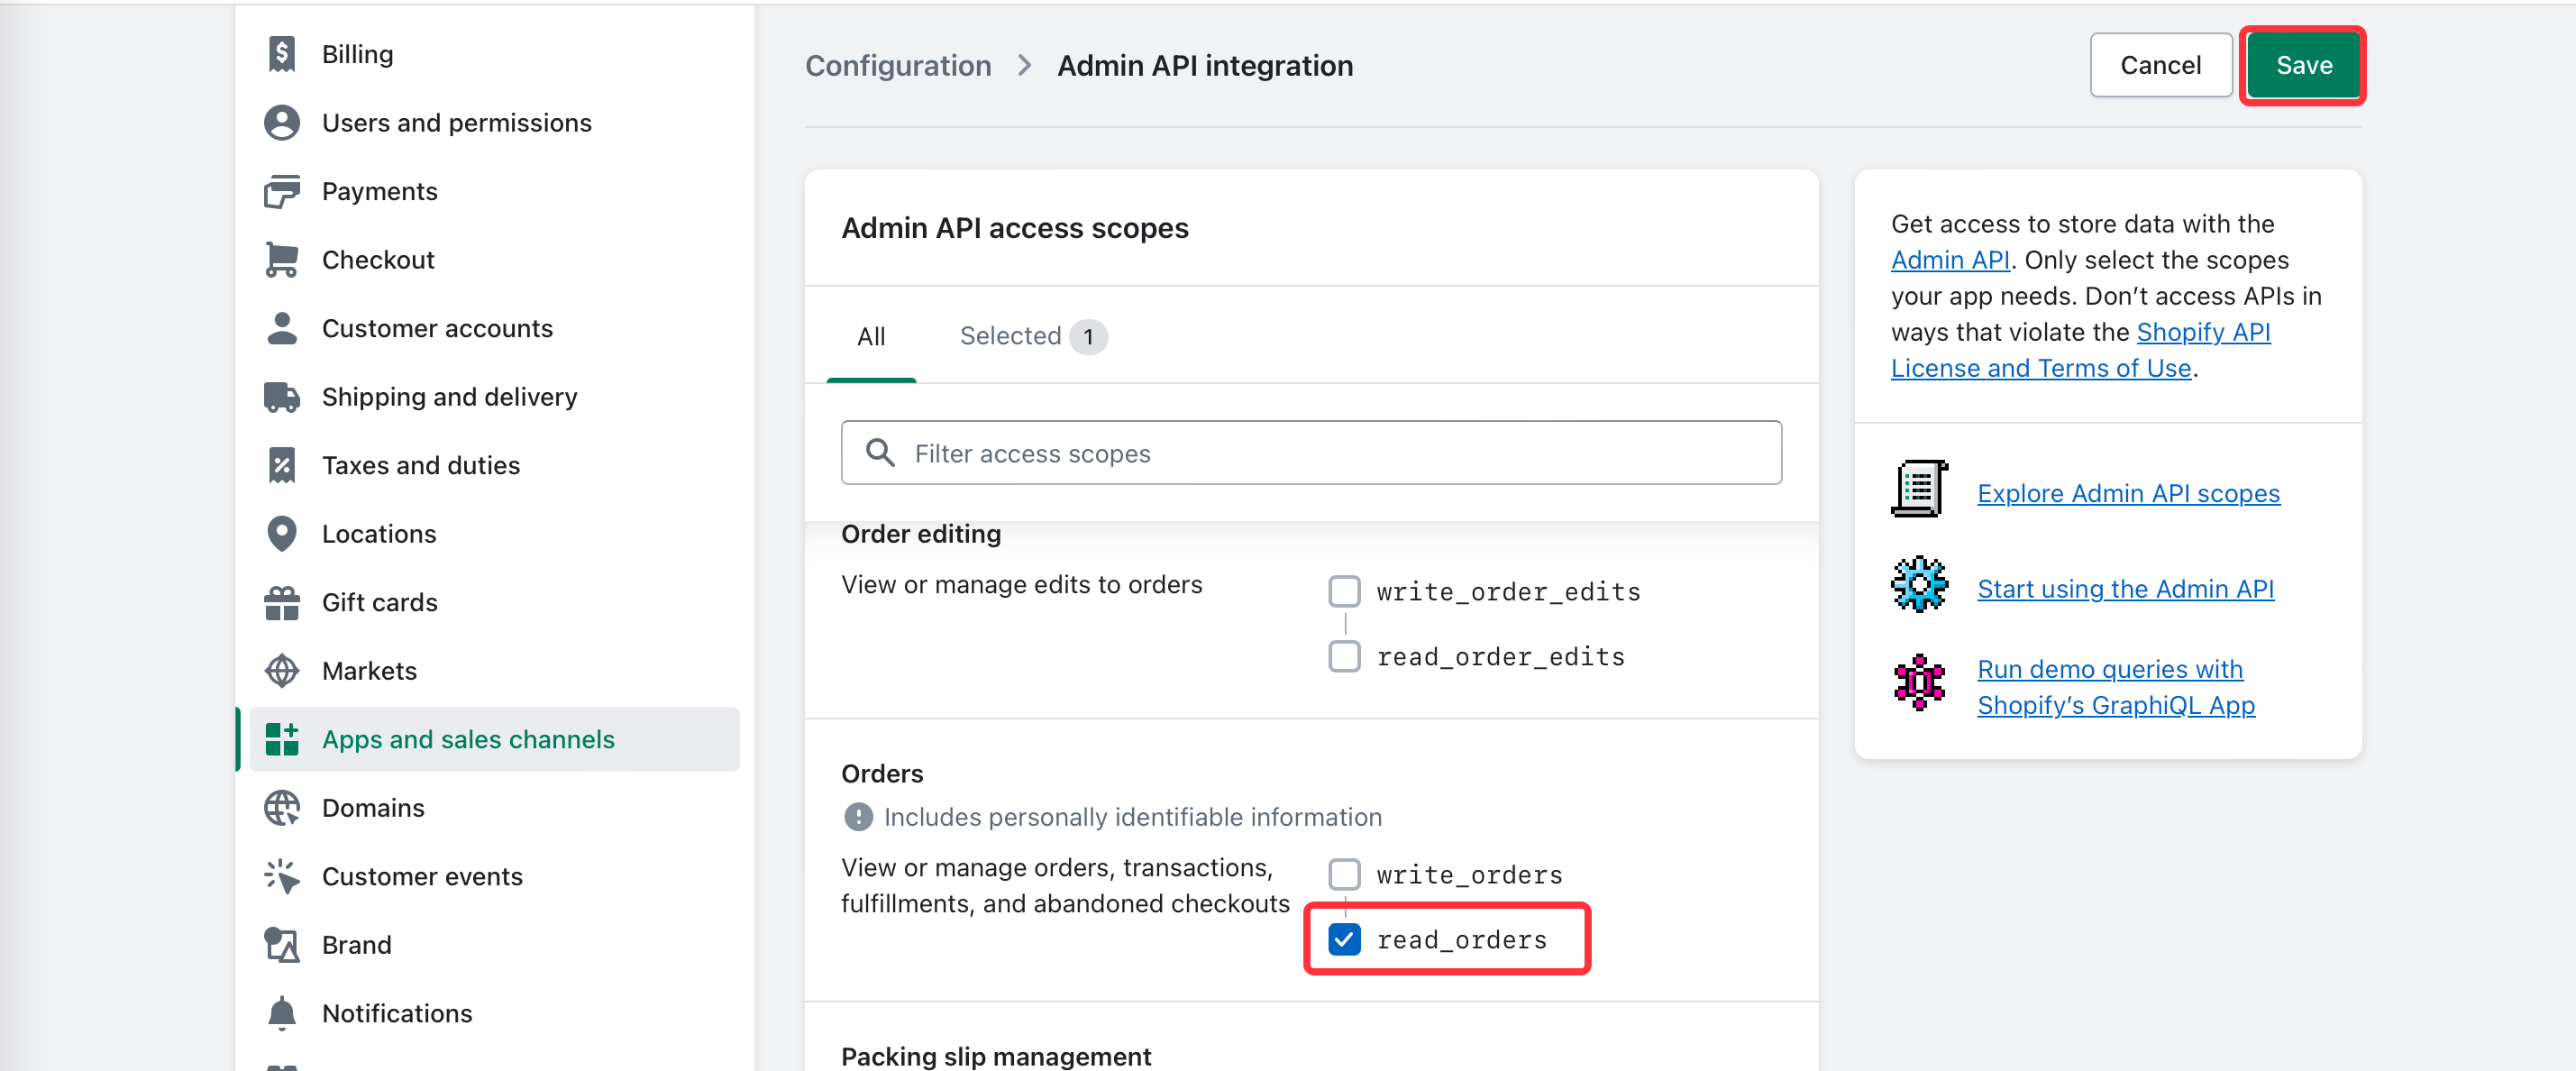 Billing
Users and permissions
Payments
Checkout
Customer accounts
Shipping and delivery
Taxes and duties
Locations
Gift cards
Markets
Apps and sales channels
Domains
Customer events
Brand
Notifications
Configuration > Admin API integration
Cancel
Save
Admin API access scopes
All
Selected 1
Filter access scopes
Order editing
View or manage edits to orders
write_order_edits
read_order_edits
Orders
Includes personally identifiable information
View or manage orders, transactions,
fulfillments, and abandoned checkouts
write_orders
read_orders
Packing slip management
Get access to store data with the
Admin API. Only select the scopes
your app needs. Don’t access APIs in
ways that violate the Shopify API
License and Terms of Use.
Explore Admin API scopes
Start using the Admin API
Run demo queries with
Shopify’s GraphiQL App